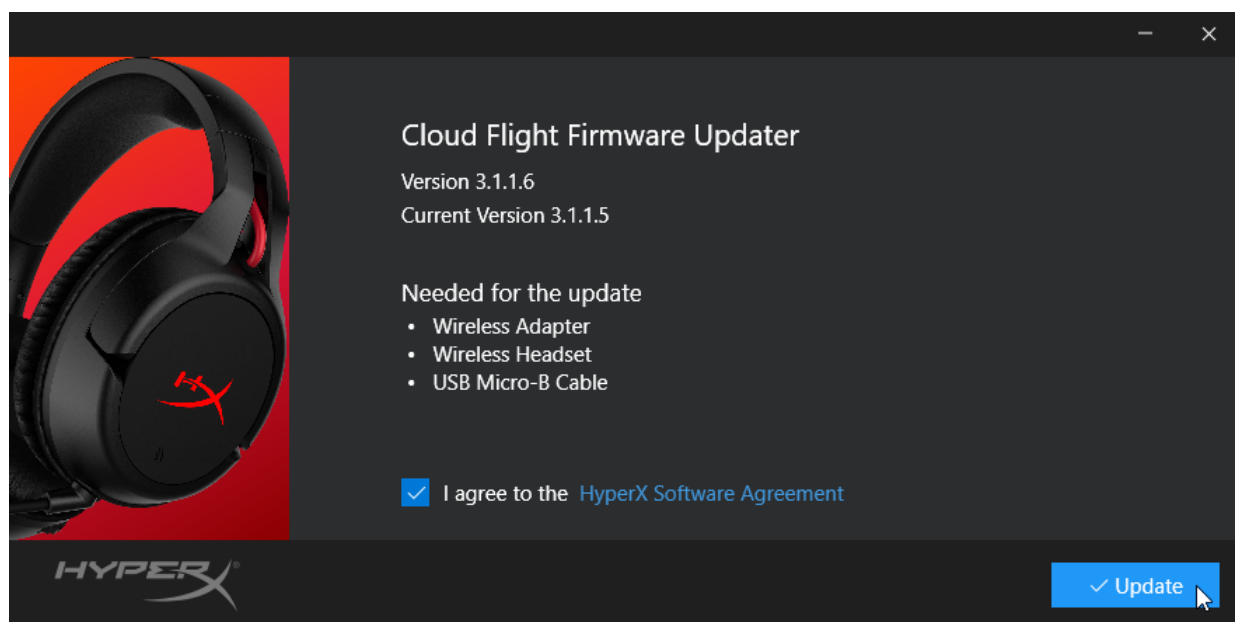 Cloud Flight Firmware Updater
Version 3.1.1.6
Current Version 3.1.1.5
Needed for the update
• Wireless Adapter
• Wireless Headset
• USB Micro-B Cable
I agree to the HyperX Software Agreement
HYPERX®
Update